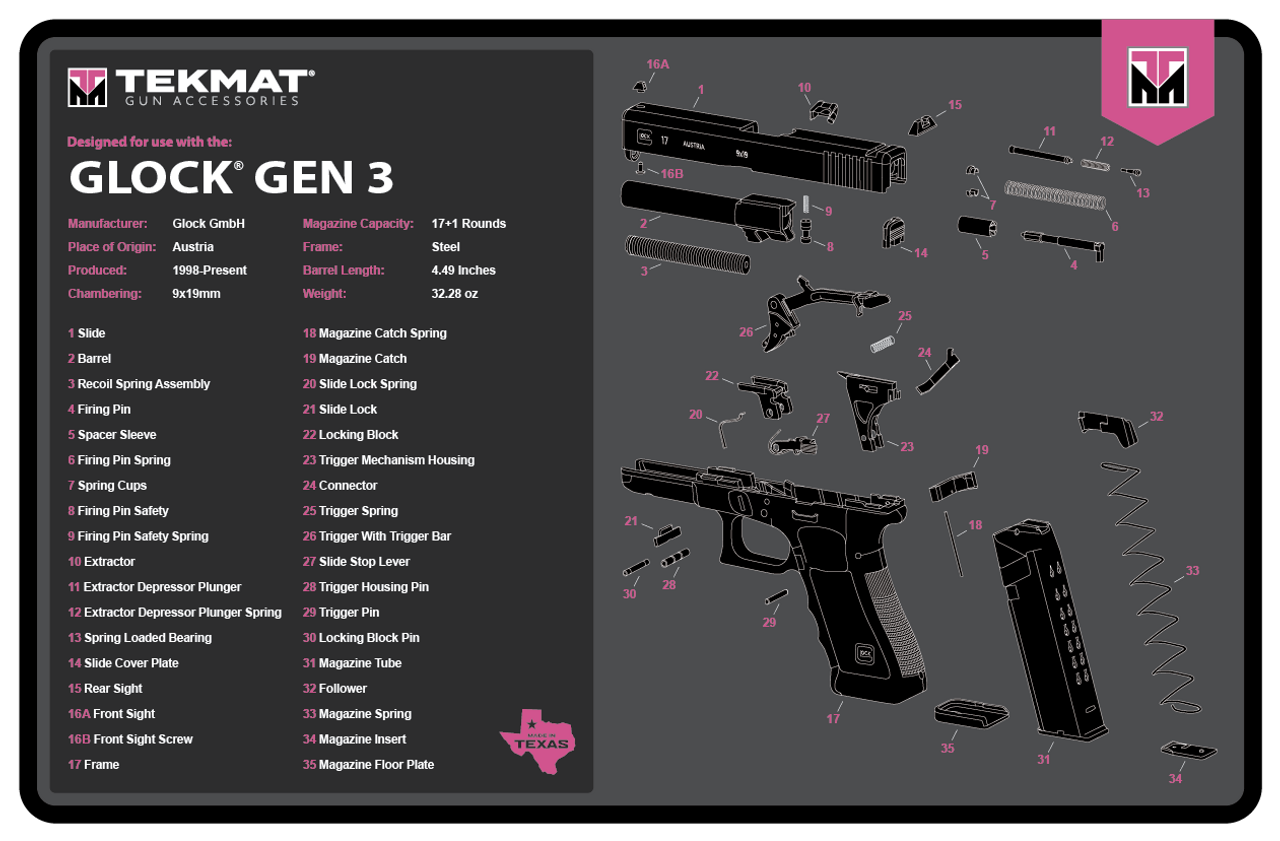 TEKMAT®
GUN ACCESSORIES
Designed for use with the:
GLOCK® GEN 3
Manufacturer: Glock GmbH
Place of Origin: Austria
Produced: 1998-Present
Chambering: 9x19mm
Magazine Capacity: 17+1 Rounds
Frame: Steel
Barrel Length: 4.49 Inches
Weight: 32.28 oz
1 Slide
2 Barrel
3 Recoil Spring Assembly
4 Firing Pin
5 Spacer Sleeve
6 Firing Pin Spring
7 Spring Cups
8 Firing Pin Safety
9 Firing Pin Safety Spring
10 Extractor
11 Extractor Depressor Plunger
12 Extractor Depressor Plunger Spring
13 Spring Loaded Bearing
14 Slide Cover Plate
15 Rear Sight
16A Front Sight
16B Front Sight Screw
17 Frame
18 Magazine Catch Spring
19 Magazine Catch
20 Slide Lock Spring
21 Slide Lock
22 Locking Block
23 Trigger Mechanism Housing
24 Connector
25 Trigger Spring
26 Trigger With Trigger Bar
27 Slide Stop Lever
28 Trigger Housing Pin
29 Trigger Pin
30 Locking Block Pin
31 Magazine Tube
32 Follower
33 Magazine Spring
34 Magazine Insert
35 Magazine Floor Plate
MADE IN
TEXAS
16A
1
10
15
11
12
13
GLOCK 17 AUSTRIA 9x19
16B
7
9
2
6
8
14
5
4
3
26
25
24
22
20
27
23
32
19
21
18
30
28
33
29
GLOCK
17
35
31
34